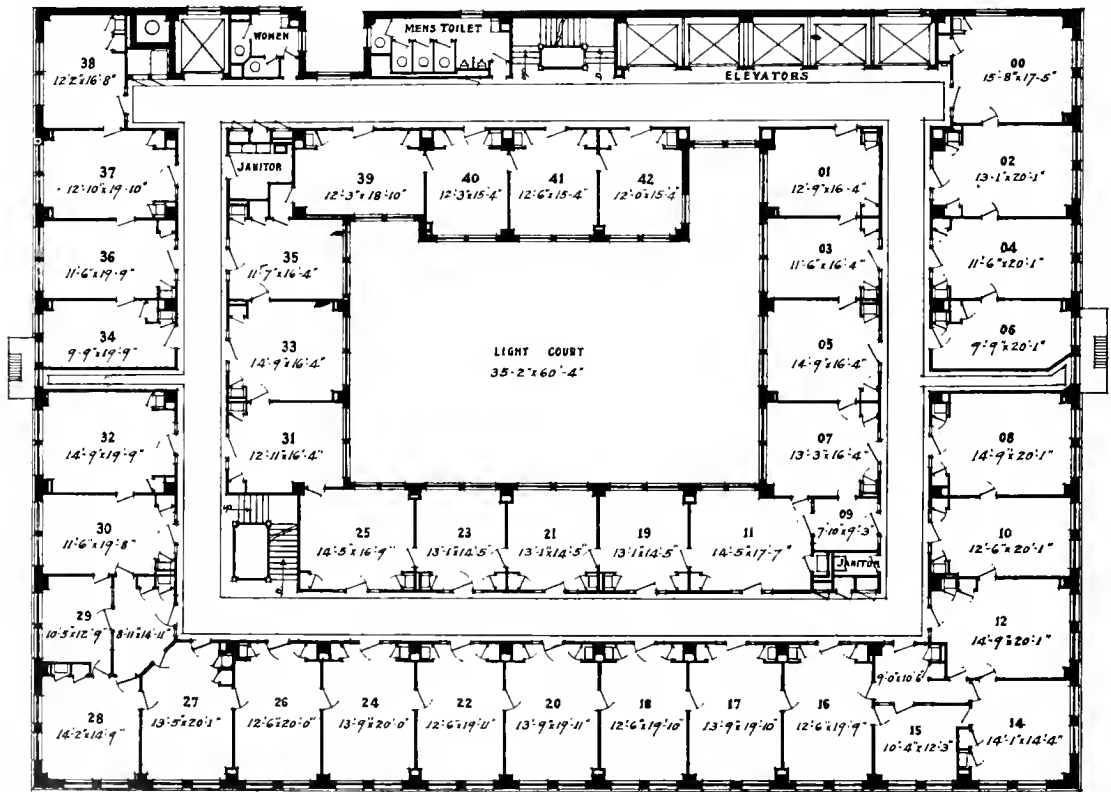 38
12'2"x16'-8"
WOMEN
MENS TOILET
ELEVATORS
00
15'-8"x17'-5"
37
12'-10"x19'-10"
JANITOR
39
12'-3"x18'-10"
40
12'-3"x15'-4"
41
12'-6"x15'-4"
42
12'-0"x15'-4"
01
12'-9"x16'-4"
02
13'-1"x20'-1"
36
11'-6"x19'-9"
35
11'-7"x16'-4"
03
11'-6"x16'-4"
04
11'-6"x20'-1"
34
9'-9"x19'-9"
33
14'-9"x16'-4"
LIGHT COURT
35'-2"x60'-4"
05
14'-9"x16'-4"
06
9'-9"x20'-1"
32
14'-9"x19'-9"
31
12'-11"x16'-4"
07
13'-3"x16'-4"
08
14'-9"x20'-1"
30
11'-6"x19'-8"
25
14'-5"x16'-9"
23
13'-1"x14'-5"
21
13'-1"x14'-5"
19
13'-1"x14'-5"
11
14'-5"x17'-7"
09
7'-10"x9'-3"
JANITOR
10
12'-6"x20'-1"
29
10'-5"x12'-9"
8'-11"x14'-11"
12
14'-9"x20'-1"
28
14'-2"x14'-9"
27
13'-5"x20'-1"
26
12'-6"x20'-0"
24
13'-9"x20'-0"
22
12'-6"x19'-11"
20
13'-9"x19'-11"
18
12'-6"x19'-10"
17
13'-9"x19'-10"
16
12'-6"x19'-9"
9'-0"x10'-6"
15
10'-4"x12'-3"
14
14'-1"x14'-4"